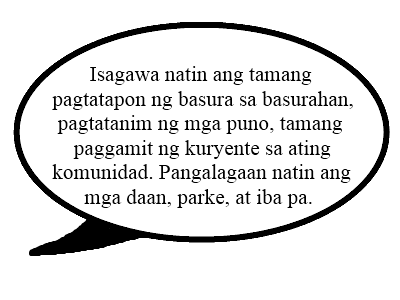 Isagawa natin ang tamang
pagtatapon ng basura sa basurahan,
pagtatanim ng mga puno, tamang
paggamit ng kuryente sa ating
komunidad. Pangalagaan natin ang
mga daan, parke, at iba pa.